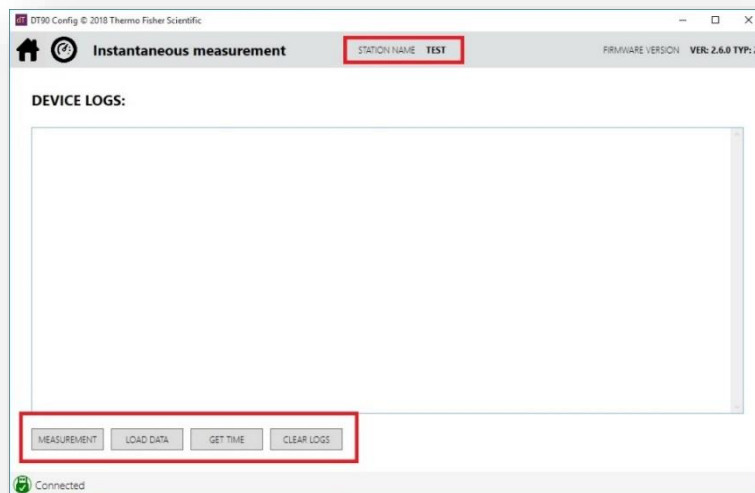 dT DT90 Config © 2018 Thermo Fisher Scientific
Instantaneous measurement STATION NAME TEST FIRMWARE VERSION VER: 2.6.0 TYP:
DEVICE LOGS:
MEASUREMENT LOAD DATA GET TIME CLEAR LOGS
Connected